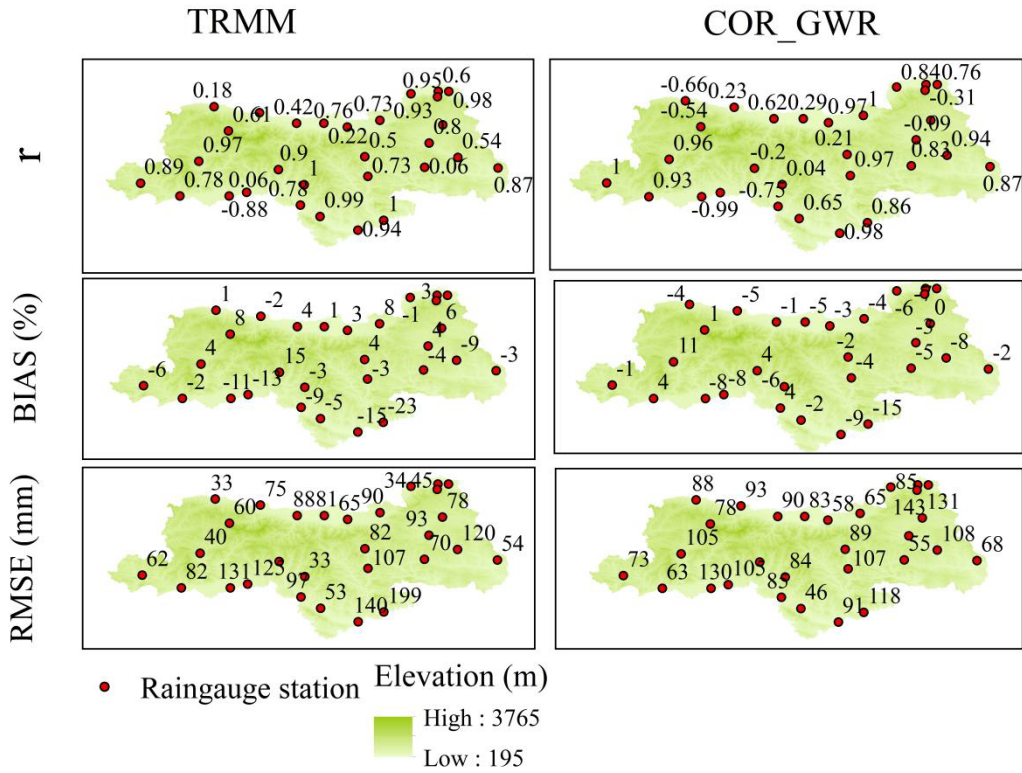 TRMM COR_GWR
r
0.18 0.61 0.42 0.76 0.73 0.95 0.6
0.97 0.22 0.93 0.98
0.89 0.78 0.06 0.9 1 0.5 0.8 0.54
-0.88 0.78 0.99 0.73 0.06 0.87
0.94 1
-0.66 0.23 0.62 0.29 0.97 1 0.84 0.76
-0.54 0.21 -0.31
0.96 -0.2 0.04 0.97 -0.09 0.94
1 0.93 -0.99 -0.75 0.65 0.83 0.87
0.98 0.86
BIAS (%)
1 -2 4 1 3 8 3
8 -1 6
4 15 4 4 -9
-6 -2 -11 -13 -3 -3 -4 -3
-9 -5 -15 -23
-4 -5 -1 -5 -3 -4 -6
1 0
11 4 -2 -8
-1 4 -8 -8 -6 -4 -5 -2
4 -2 -9 -15
RMSE (mm)
33 75 88 81 65 90 34 45
60 93 78
40 33 82 70 120
62 82 131 125 97 107 54
53 140 199
88 93 90 83 58 65 85 131
78 143
105 84 89 55 108
73 63 130 105 107 68
46 91 118
Raingauge station
Elevation (m)
High : 3765
Low : 195